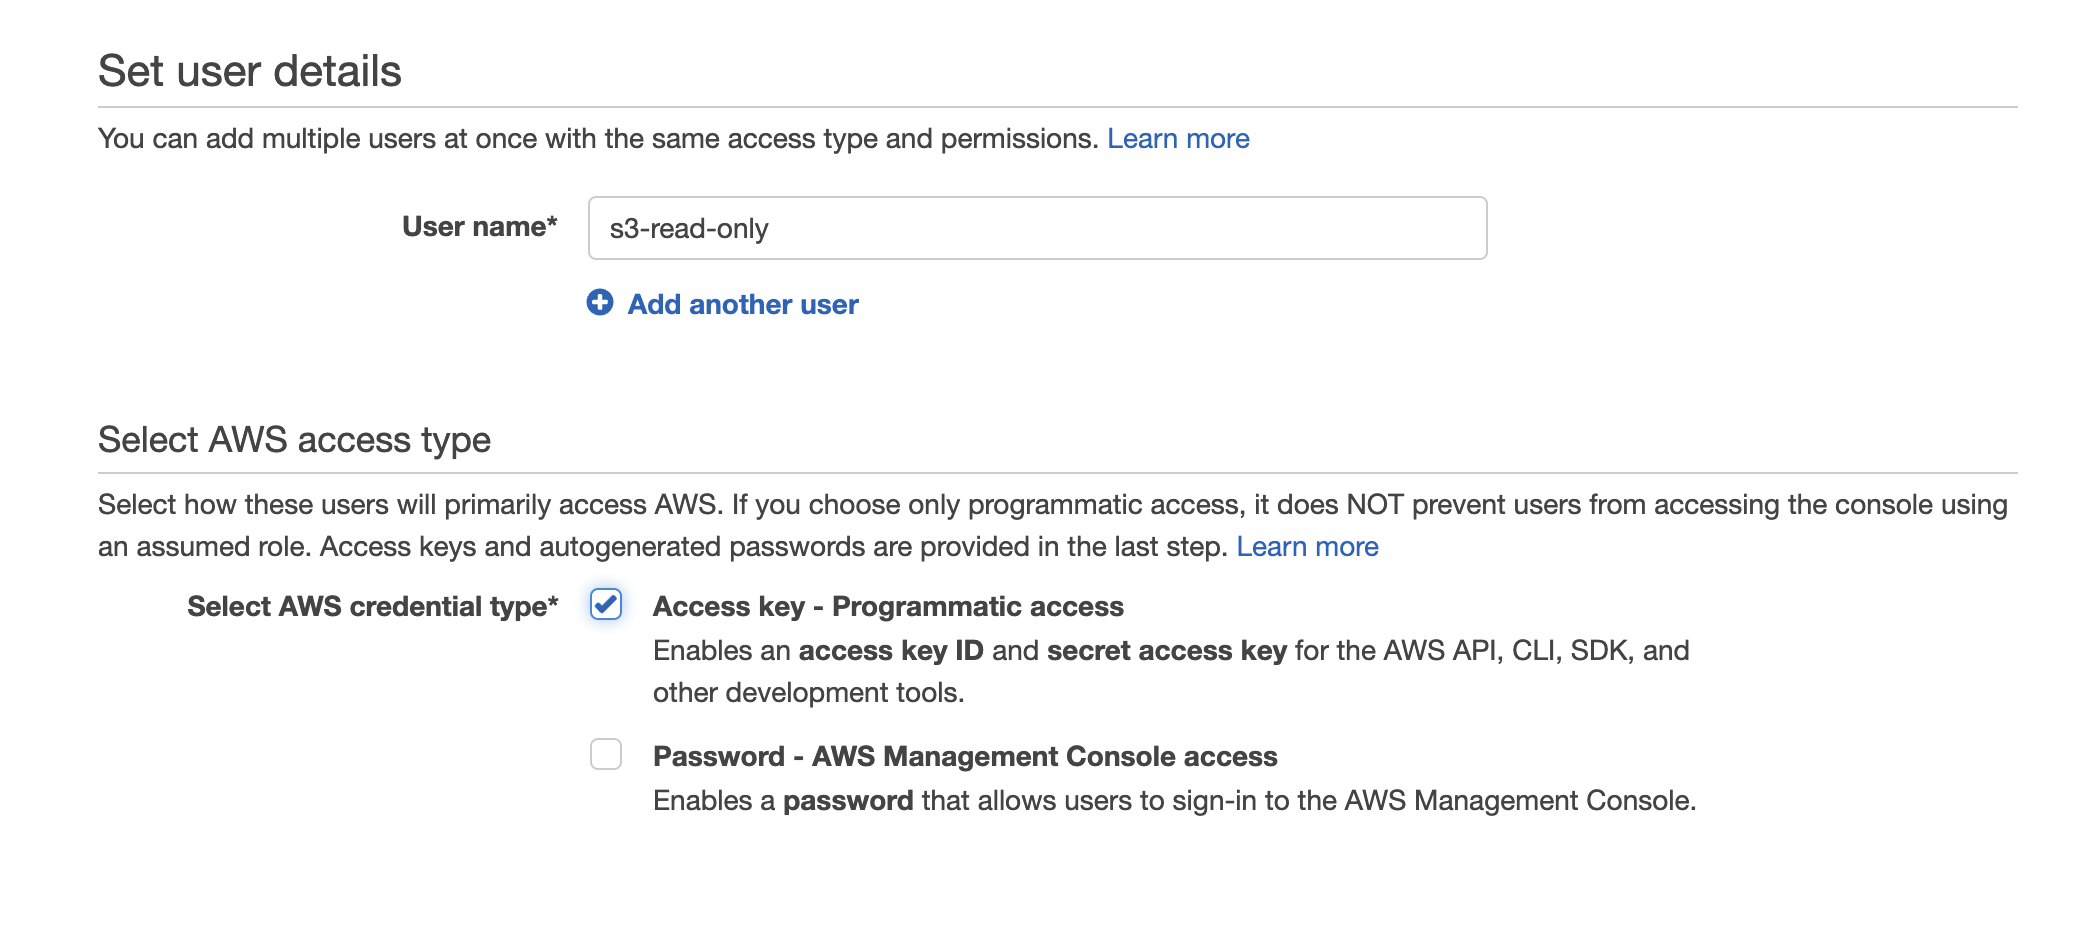 Set user details
You can add multiple users at once with the same access type and permissions. Learn more
User name* s3-read-only
Add another user
Select AWS access type
Select how these users will primarily access AWS. If you choose only programmatic access, it does NOT prevent users from accessing the console using
an assumed role. Access keys and autogenerated passwords are provided in the last step. Learn more
Select AWS credential type* Access key - Programmatic access
Enables an access key ID and secret access key for the AWS API, CLI, SDK, and
other development tools.
Password - AWS Management Console access
Enables a password that allows users to sign-in to the AWS Management Console.